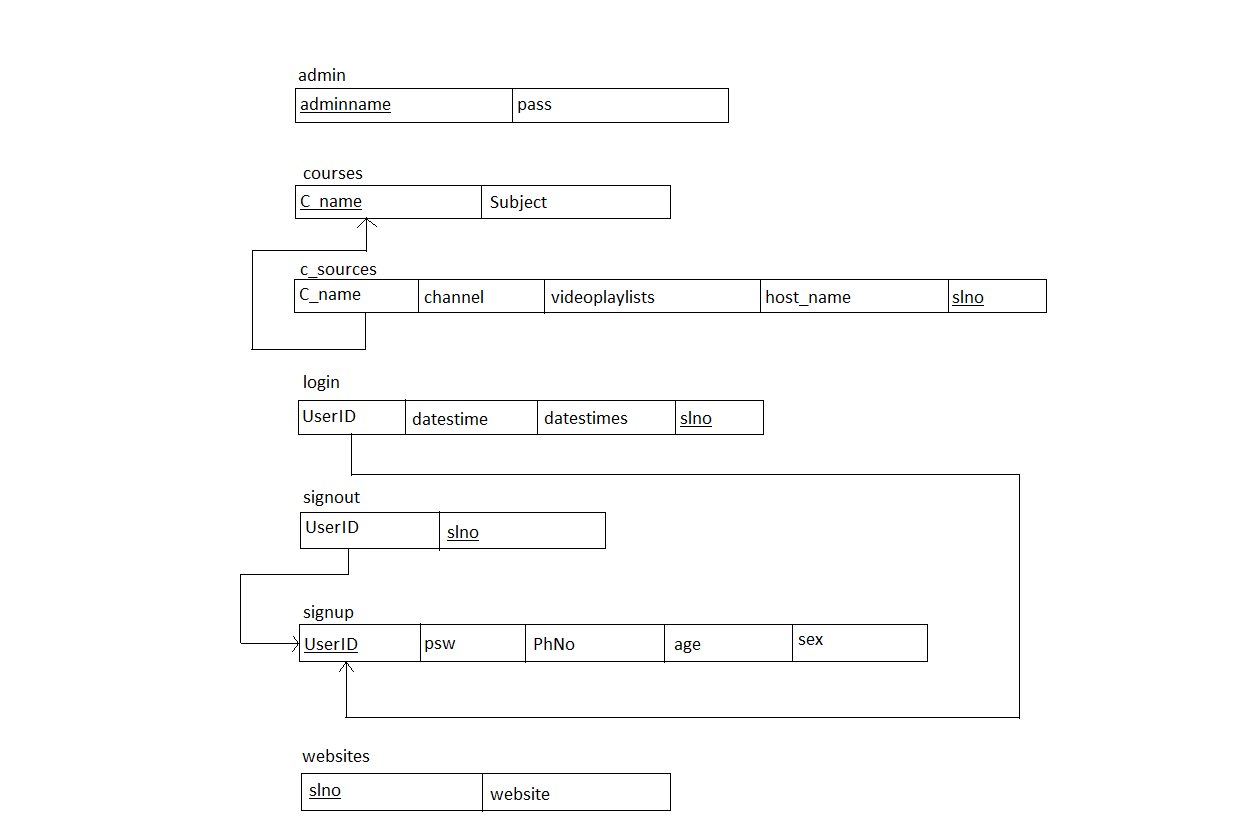 admin
adminname pass
courses
C_name Subject
c_sources
C_name channel videoplaylists host_name slno
login
UserID datestime datestimes slno
signout
UserID slno
signup
UserID psw PhNo age sex
websites
slno website